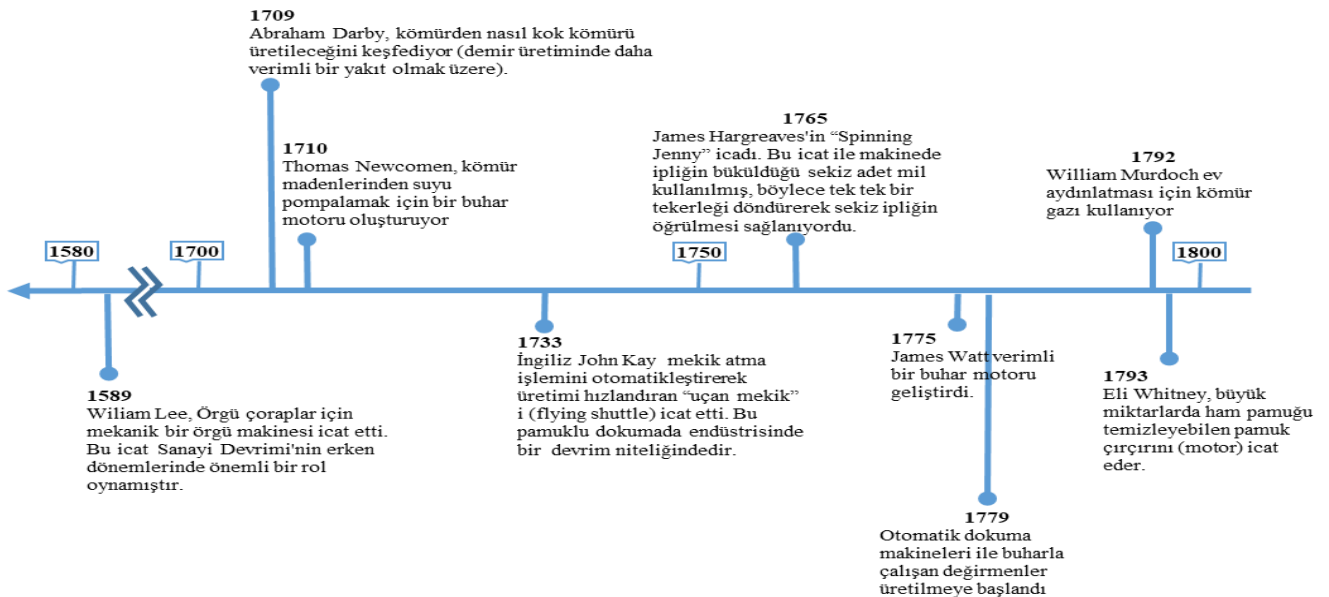 1709
Abraham Darby, kömürden nasıl kok kömürü
üretileceğini keşfediyor (demir üretiminde daha
verimli bir yakıt olmak üzere).
1710
Thomas Newcomen, kömür
madenlerinden suyu
pompalamak için bir buhar
motoru oluşturuyor
1765
James Hargreaves'in “Spinning
Jenny” icadı. Bu icat ile makinede
ipliğin büküldüğü sekiz adet mil
kullanılmış, böylece tek tek bir
tekerleği döndürerek sekiz ipliğin
öğrülmesi sağlanıyordu.
1792
William Murdoch ev
aydınlatması için kömür
gazı kullanıyor
1580
1700
1750
1800
1589
Wiliam Lee, Örgü çoraplar için
mekanik bir örgü makinesi icat etti.
Bu icat Sanayi Devrimi'nin erken
dönemlerinde önemli bir rol
oynamıştır.
1733
İngiliz John Kay mekik atma
işlemini otomatikleştirerek
üretimi hızlandıran “uçan mekik”
i (flying shuttle) icat etti. Bu
pamuklu dokumada endüstrisinde
bir devrim niteliğindedir.
1775
James Watt verimli
bir buhar motoru
geliştirdi.
1779
Otomatik dokuma
makineleri ile buharla
çalışan değirmenler
üretilmeye başlandı
1793
Eli Whitney, büyük
miktarlarda ham pamuğu
temizleyebilen pamuk
çırçırını (motor) icat
eder.